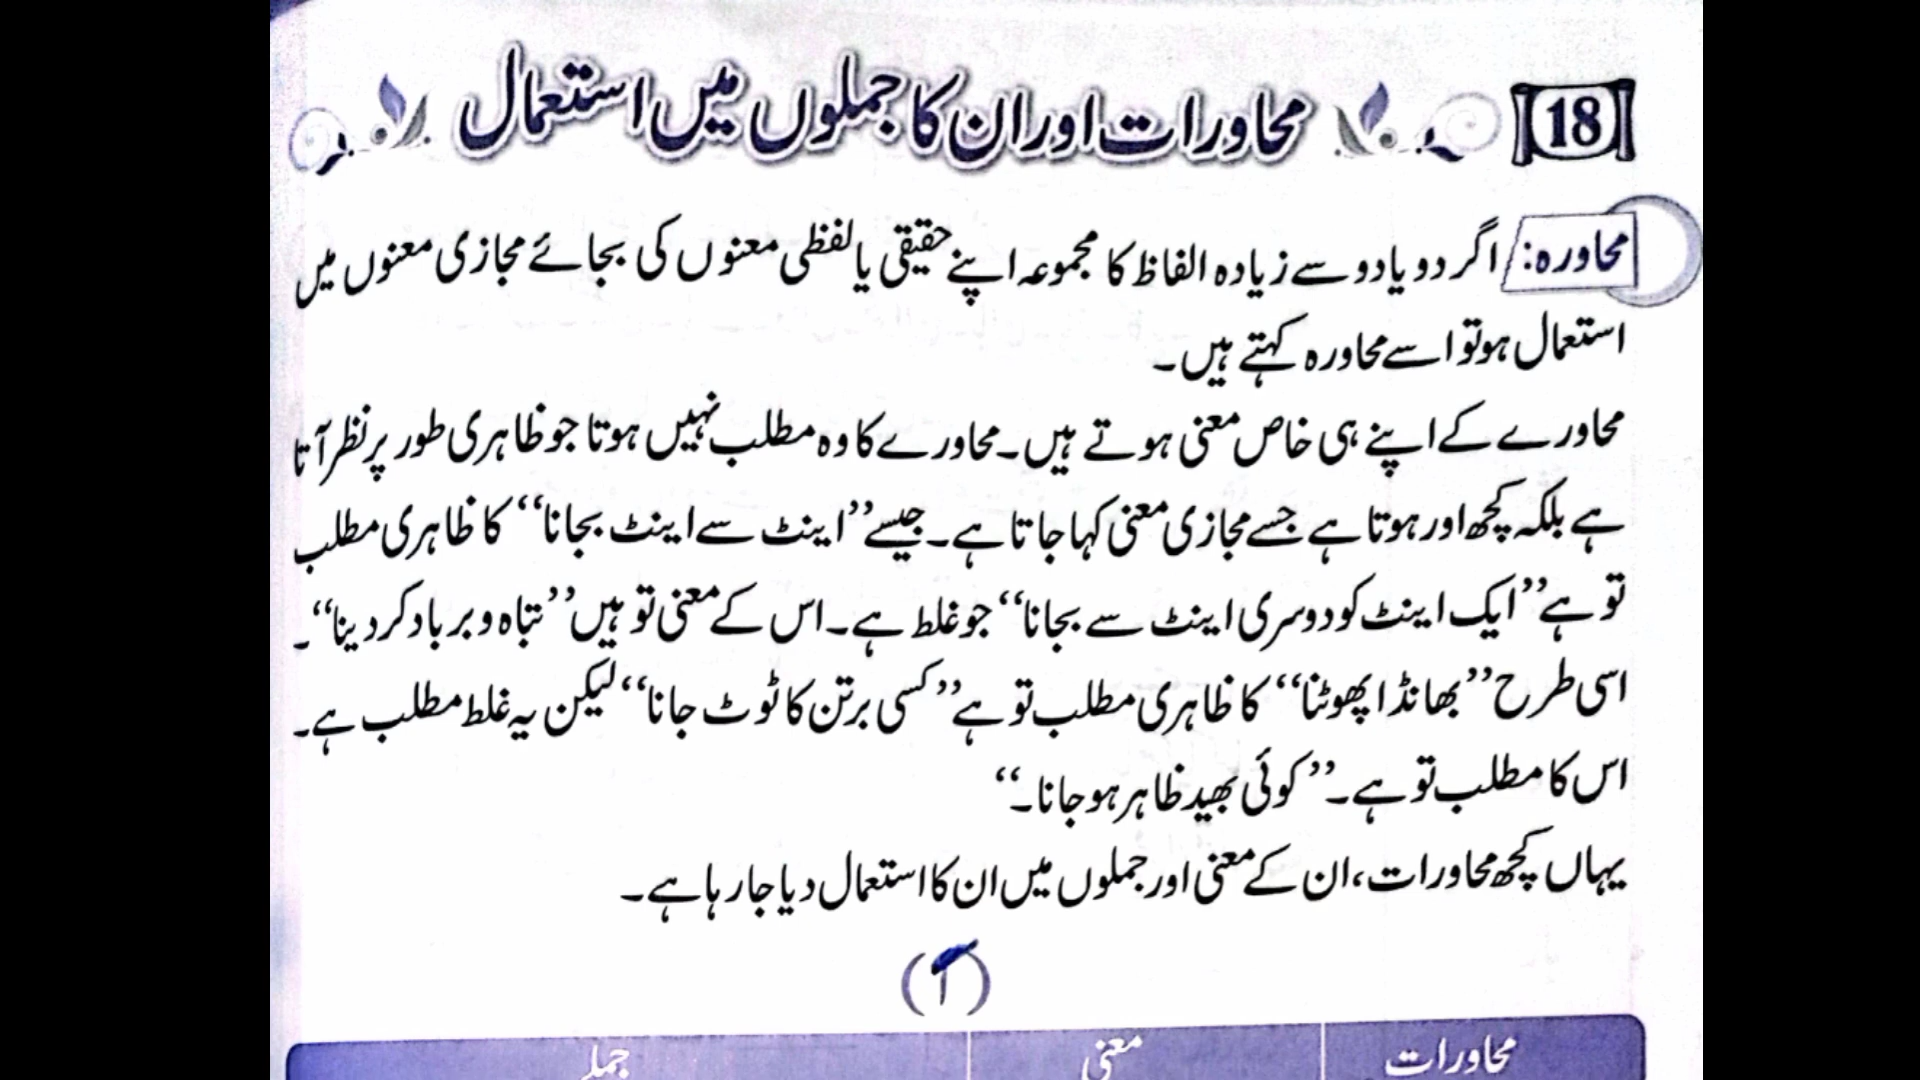 18 محاورات اور ان کا جملوں میں استعمال
محاورہ: اگر دو یا دو سے زیادہ الفاظ کا مجموعہ اپنے حقیقی یا لفظی معنوں کی بجائے مجازی معنوں میں
استعمال ہو تو اسے محاورہ کہتے ہیں۔
محاورے کے اپنے ہی خاص معنی ہوتے ہیں۔ محاورے کا وہ مطلب نہیں ہوتا جو ظاہری طور پر نظر آتا
ہے بلکہ کچھ اور ہوتا ہے جسے مجازی معنی کہا جاتا ہے۔ جیسے ’’اینٹ سے اینٹ بجانا‘‘ کا ظاہری مطلب
تو ہے ’’ایک اینٹ کو دوسری اینٹ سے بجانا‘‘ جو غلط ہے۔ اس کے معنی تو ہیں ’’تباہ و برباد کر دینا‘‘۔
اسی طرح ’’بھانڈا پھوٹنا‘‘ کا ظاہری مطلب تو ہے ’’کسی برتن کا ٹوٹ جانا‘‘ لیکن یہ غلط مطلب ہے۔
اس کا مطلب تو ہے۔ ’’کوئی بھید ظاہر ہو جانا۔‘‘
یہاں کچھ محاورات، ان کے معنی اور جملوں میں ان کا استعمال دیا جا رہا ہے۔
(آ)
محاورات معنی جملے